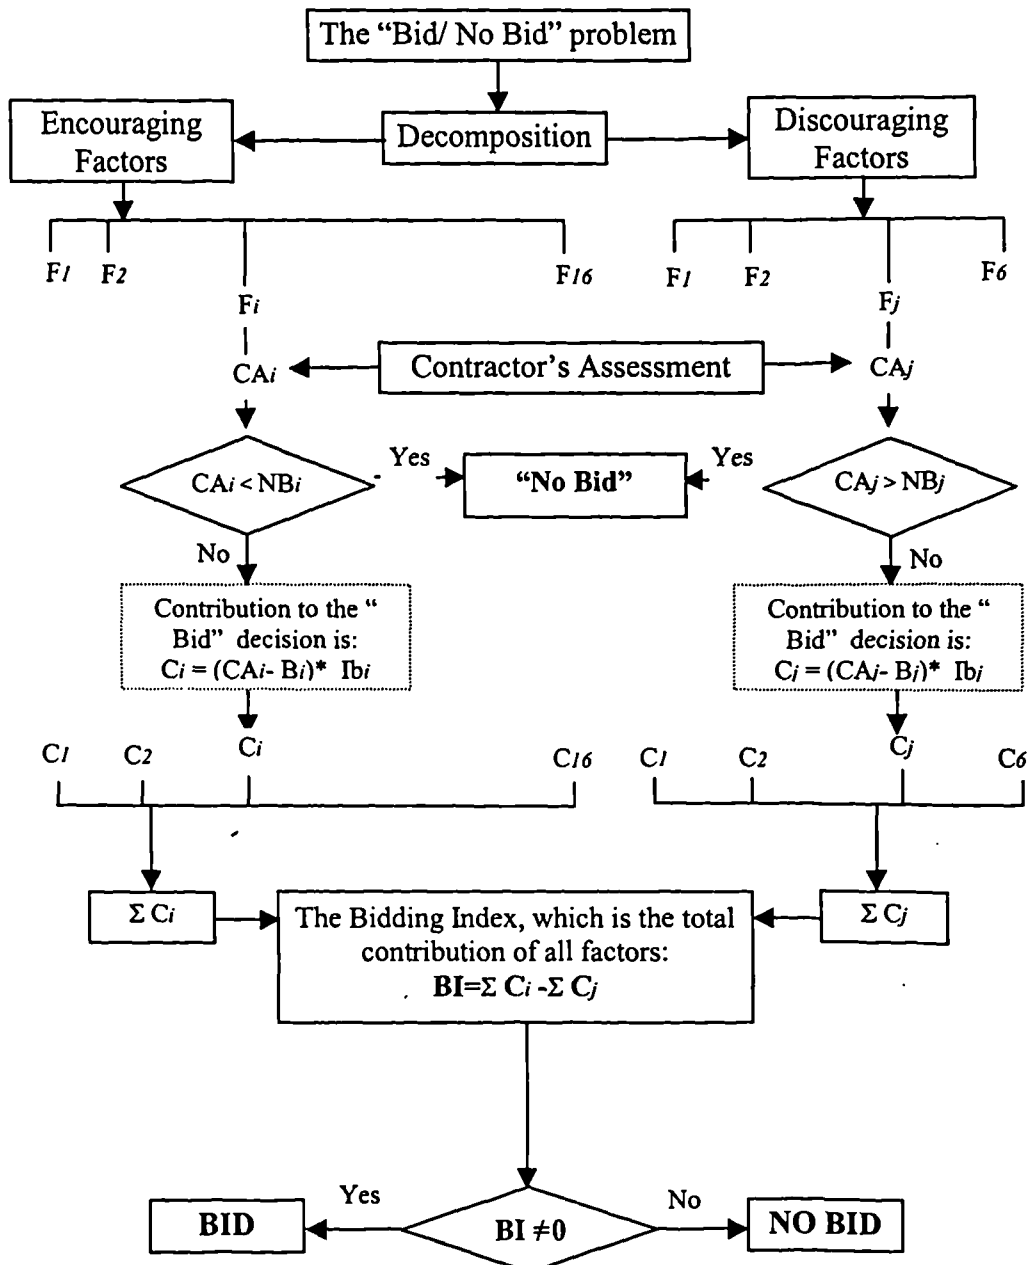 The “Bid/ No Bid” problem
Encouraging
Factors
Decomposition
Discouraging
Factors
F1 F2 F16
Fi
F1 F2 F6
Fj
CAi
Contractor’s Assessment
CAj
CAi < NBi
Yes
“No Bid”
Yes
CAj > NBj
No
No
Contribution to the “
Bid” decision is:
Ci = (CAi- Bi)* Ibi
Contribution to the “
Bid” decision is:
Cj = (CAj- Bj)* Ibi
C1 C2 Ci C16
C1 C2 Cj C6
Σ Ci
The Bidding Index, which is the total
contribution of all factors:
BI=Σ Ci -Σ Cj
Σ Cj
Yes
No
BID
BI ≠0
NO BID